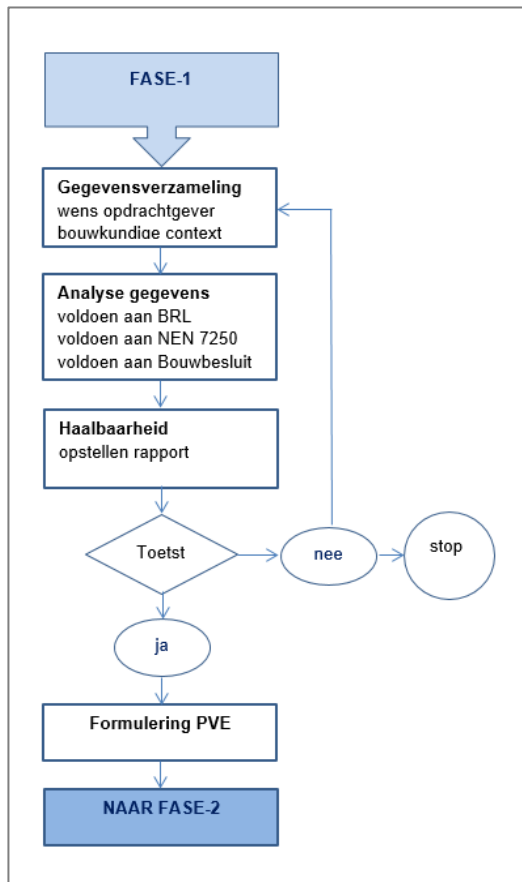 FASE-1
Gegevensverzameling
wens opdrachtgever
bouwkundige context
Analyse gegevens
voldoen aan BRL
voldoen aan NEN 7250
voldoen aan Bouwbesluit
Haalbaarheid
opstellen rapport
Toetst
nee
stop
ja
Formulering PVE
NAAR FASE-2